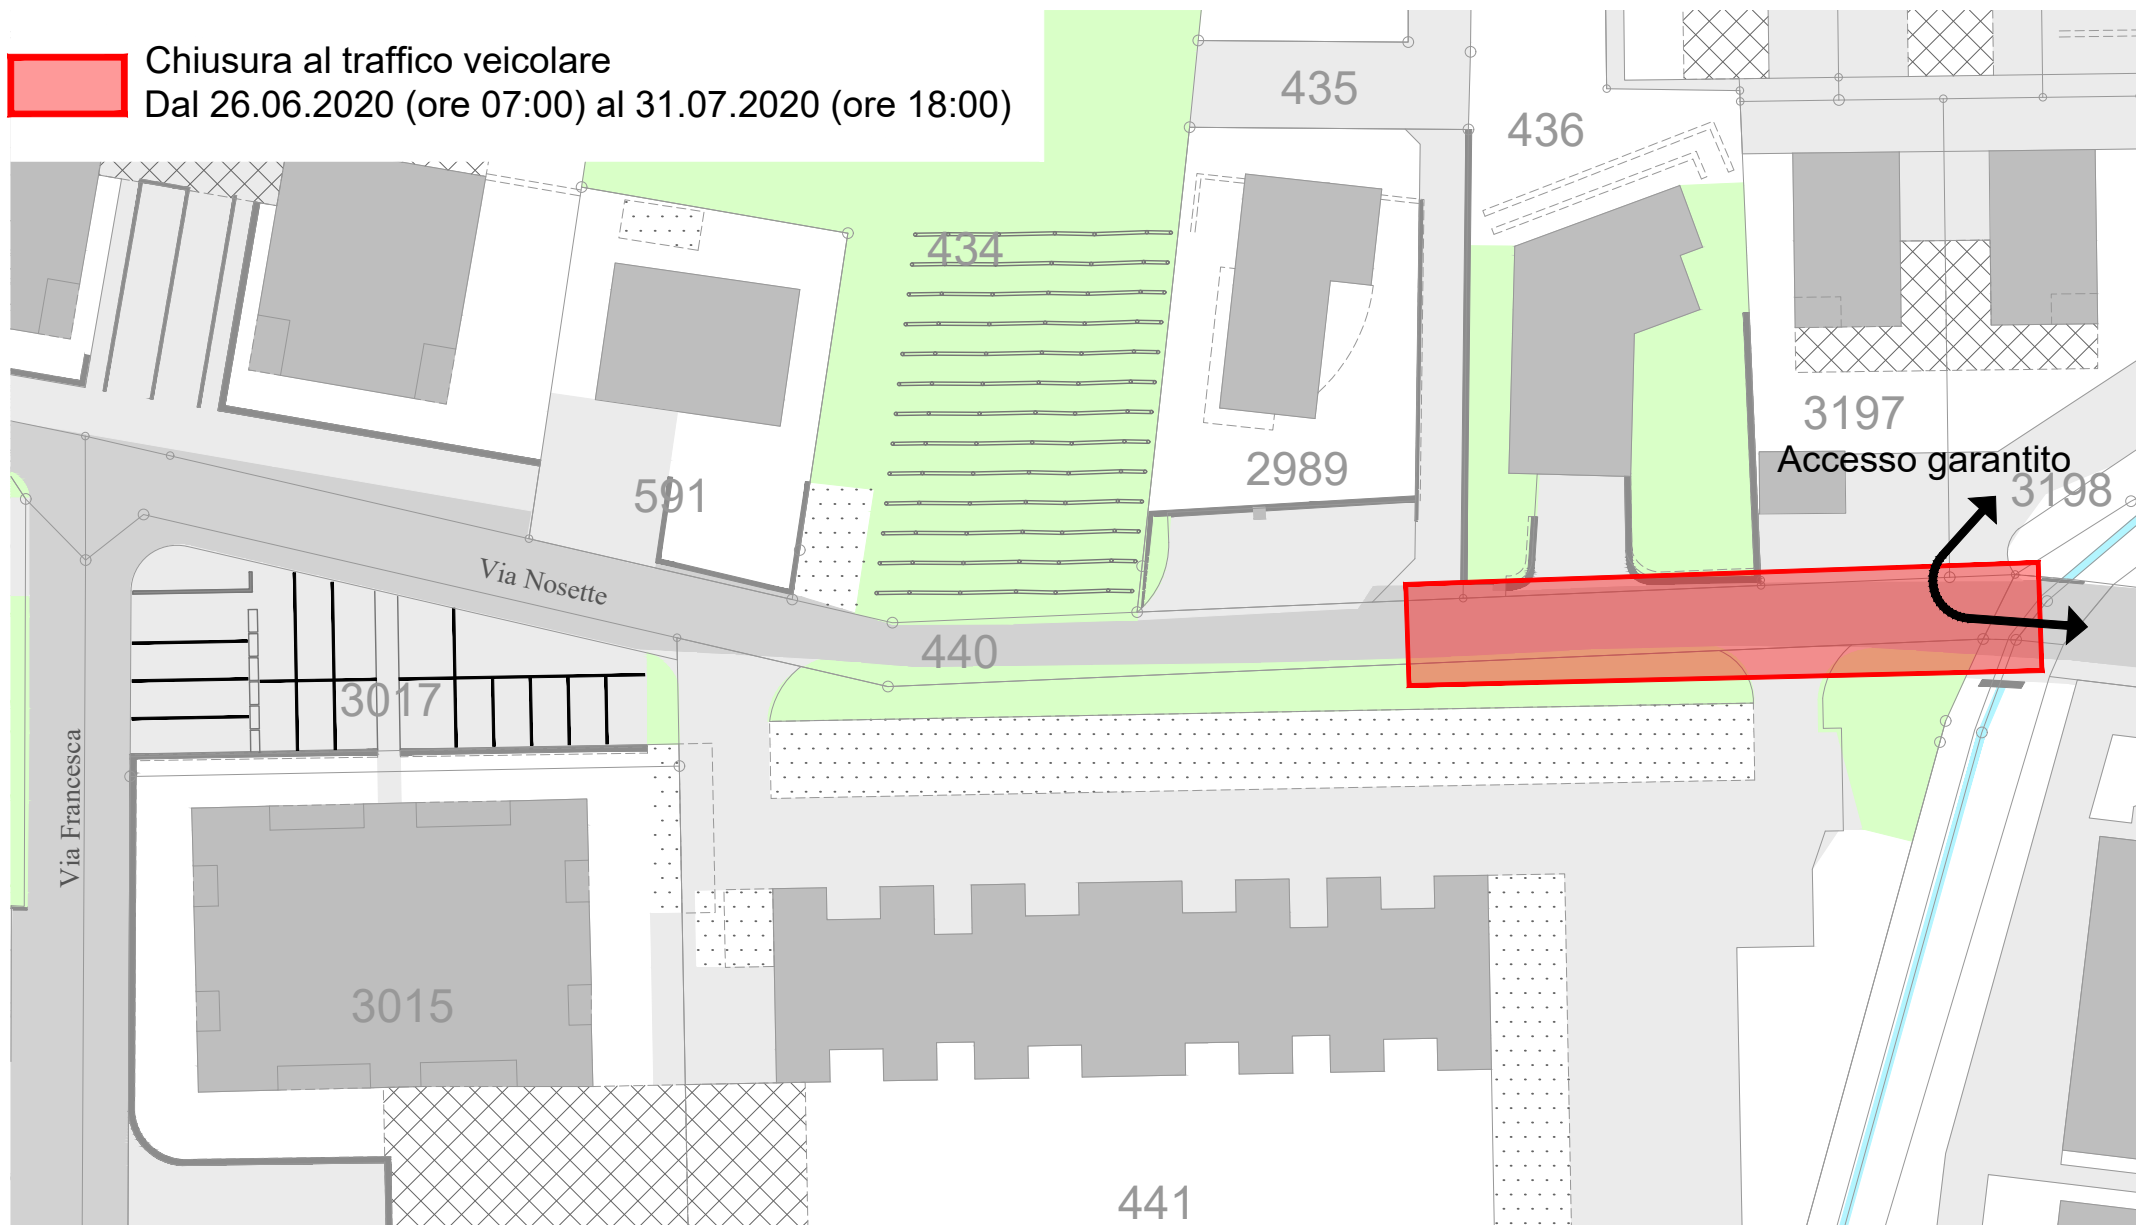 Chiusura al traffico veicolare
Dal 26.06.2020 (ore 07:00) al 31.07.2020 (ore 18:00)
435
436
434
3197
Accesso garantito
2989
3198
591
Via Nosette
440
3017
Via Francesca
3015
441